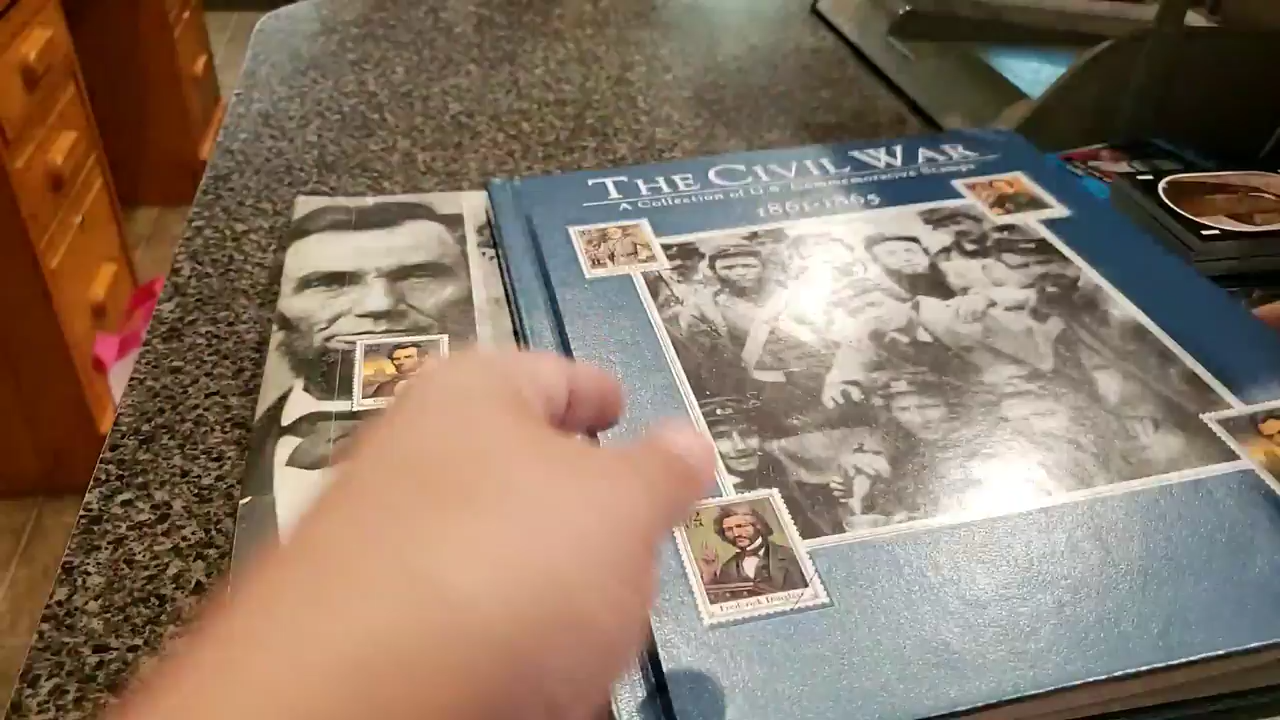 THE CIVIL WAR
A Collection of U.S. Commemorative Stamps
1861-1865
Frederick Douglass